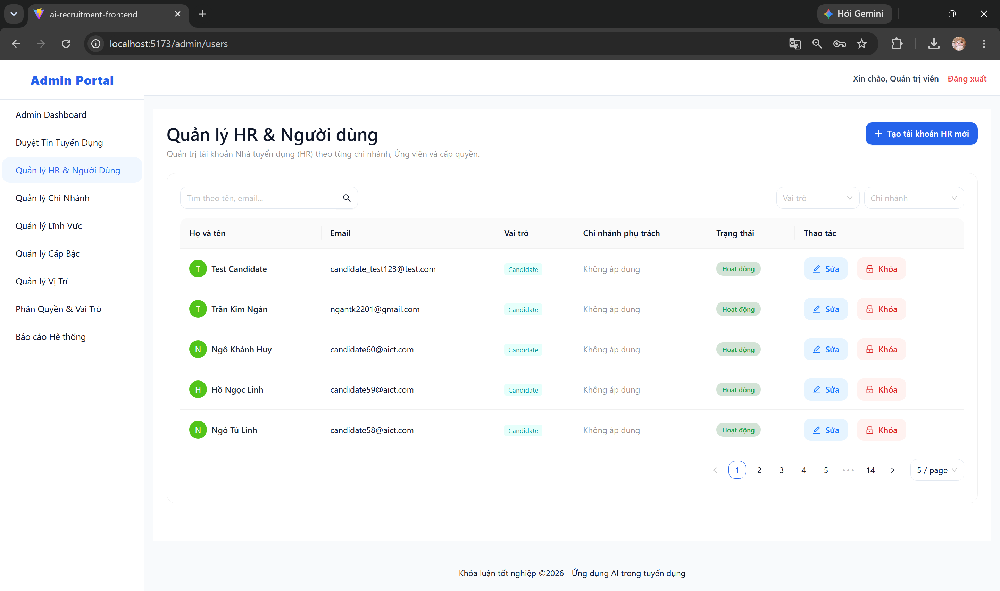 ai-recruitment-frontend
Hỏi Gemini
localhost:5173/admin/users
Admin Portal
Xin chào, Quản trị viên Đăng xuất
Admin Dashboard
Duyệt Tin Tuyển Dụng
Quản lý HR & Người Dùng
Quản lý Chi Nhánh
Quản lý Lĩnh Vực
Quản lý Cấp Bậc
Quản lý Vị Trí
Phân Quyền & Vai Trò
Báo cáo Hệ thống
Quản lý HR & Người dùng
Quản trị tài khoản Nhà tuyển dụng (HR) theo từng chi nhánh, Ứng viên và cấp quyền.
+ Tạo tài khoản HR mới
Tìm theo tên, email...
Vai trò
Chi nhánh
Họ và tên Email Vai trò Chi nhánh phụ trách Trạng thái Thao tác
T Test Candidate candidate_test123@test.com Candidate Không áp dụng Hoạt động Sửa Khóa
T Trần Kim Ngân ngantk2201@gmail.com Candidate Không áp dụng Hoạt động Sửa Khóa
N Ngô Khánh Huy candidate60@aict.com Candidate Không áp dụng Hoạt động Sửa Khóa
H Hồ Ngọc Linh candidate59@aict.com Candidate Không áp dụng Hoạt động Sửa Khóa
N Ngô Tú Linh candidate58@aict.com Candidate Không áp dụng Hoạt động Sửa Khóa
< 1 2 3 4 5 ••• 14 > 5 / page
Khóa luận tốt nghiệp ©2026 - Ứng dụng AI trong tuyển dụng